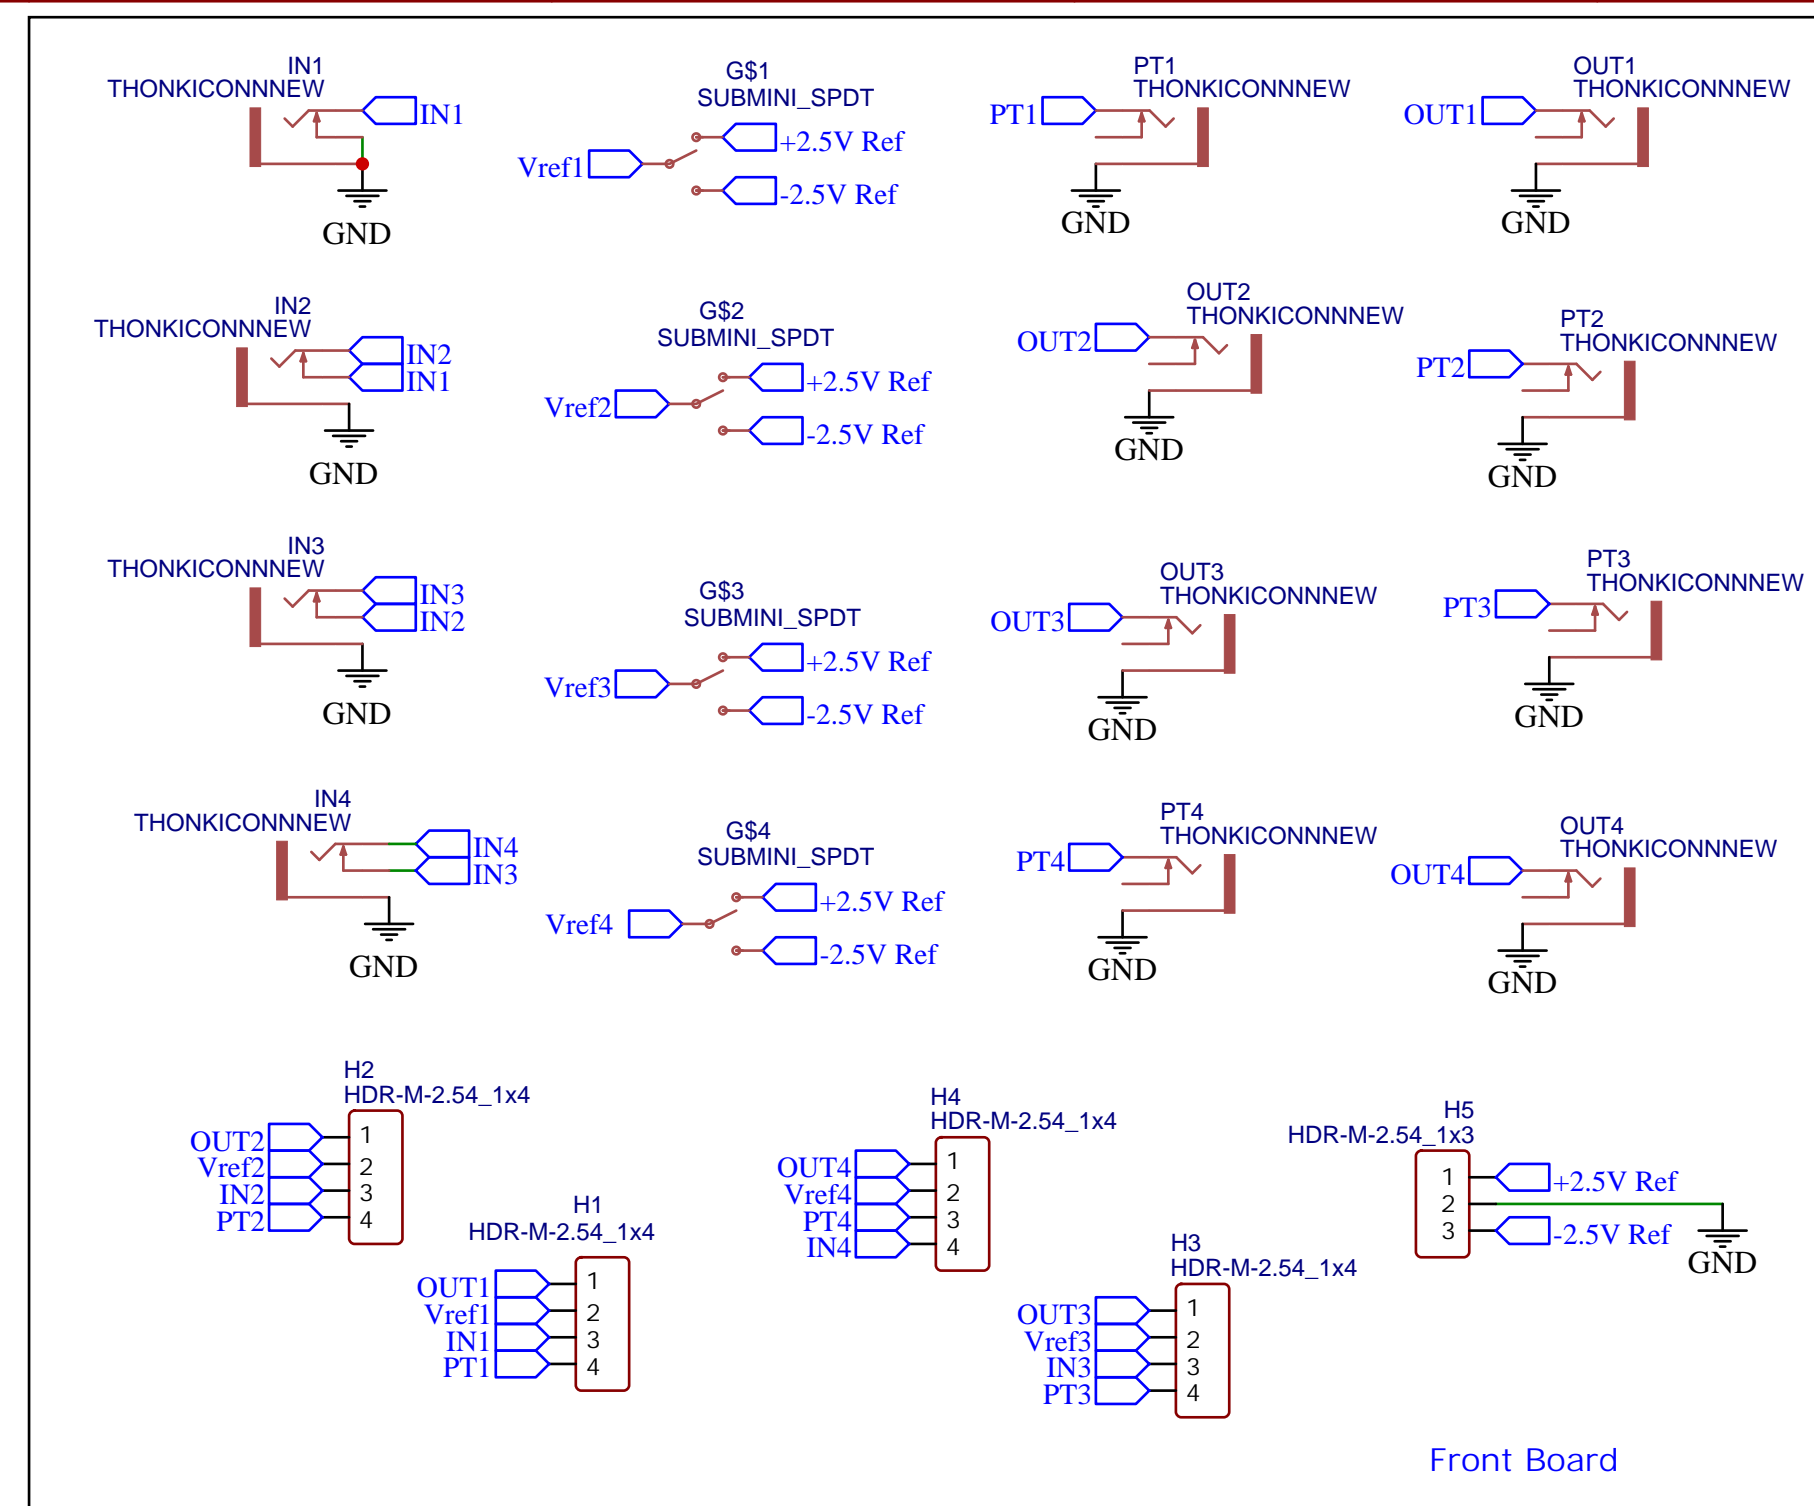 IN1
THONKICONNNEW
IN1
GND
G$1
SUBMINI_SPDT
Vref1
+2.5V Ref
-2.5V Ref
PT1
THONKICONNNEW
PT1
GND
OUT1
THONKICONNNEW
OUT1
GND
IN2
THONKICONNNEW
IN2
IN1
GND
G$2
SUBMINI_SPDT
Vref2
+2.5V Ref
-2.5V Ref
OUT2
THONKICONNNEW
OUT2
GND
PT2
THONKICONNNEW
PT2
GND
IN3
THONKICONNNEW
IN3
IN2
GND
G$3
SUBMINI_SPDT
Vref3
+2.5V Ref
-2.5V Ref
OUT3
THONKICONNNEW
OUT3
GND
PT3
THONKICONNNEW
PT3
GND
IN4
THONKICONNNEW
IN4
IN3
GND
G$4
SUBMINI_SPDT
Vref4
+2.5V Ref
-2.5V Ref
PT4
THONKICONNNEW
PT4
GND
OUT4
THONKICONNNEW
OUT4
GND
H2
HDR-M-2.54_1x4
OUT2 1
Vref2 2
IN2 3
PT2 4
H1
HDR-M-2.54_1x4
OUT1 1
Vref1 2
IN1 3
PT1 4
H4
HDR-M-2.54_1x4
OUT4 1
Vref4 2
PT4 3
IN4 4
H3
HDR-M-2.54_1x4
OUT3 1
Vref3 2
IN3 3
PT3 4
H5
HDR-M-2.54_1x3
1 +2.5V Ref
2
3 -2.5V Ref
GND
Front Board